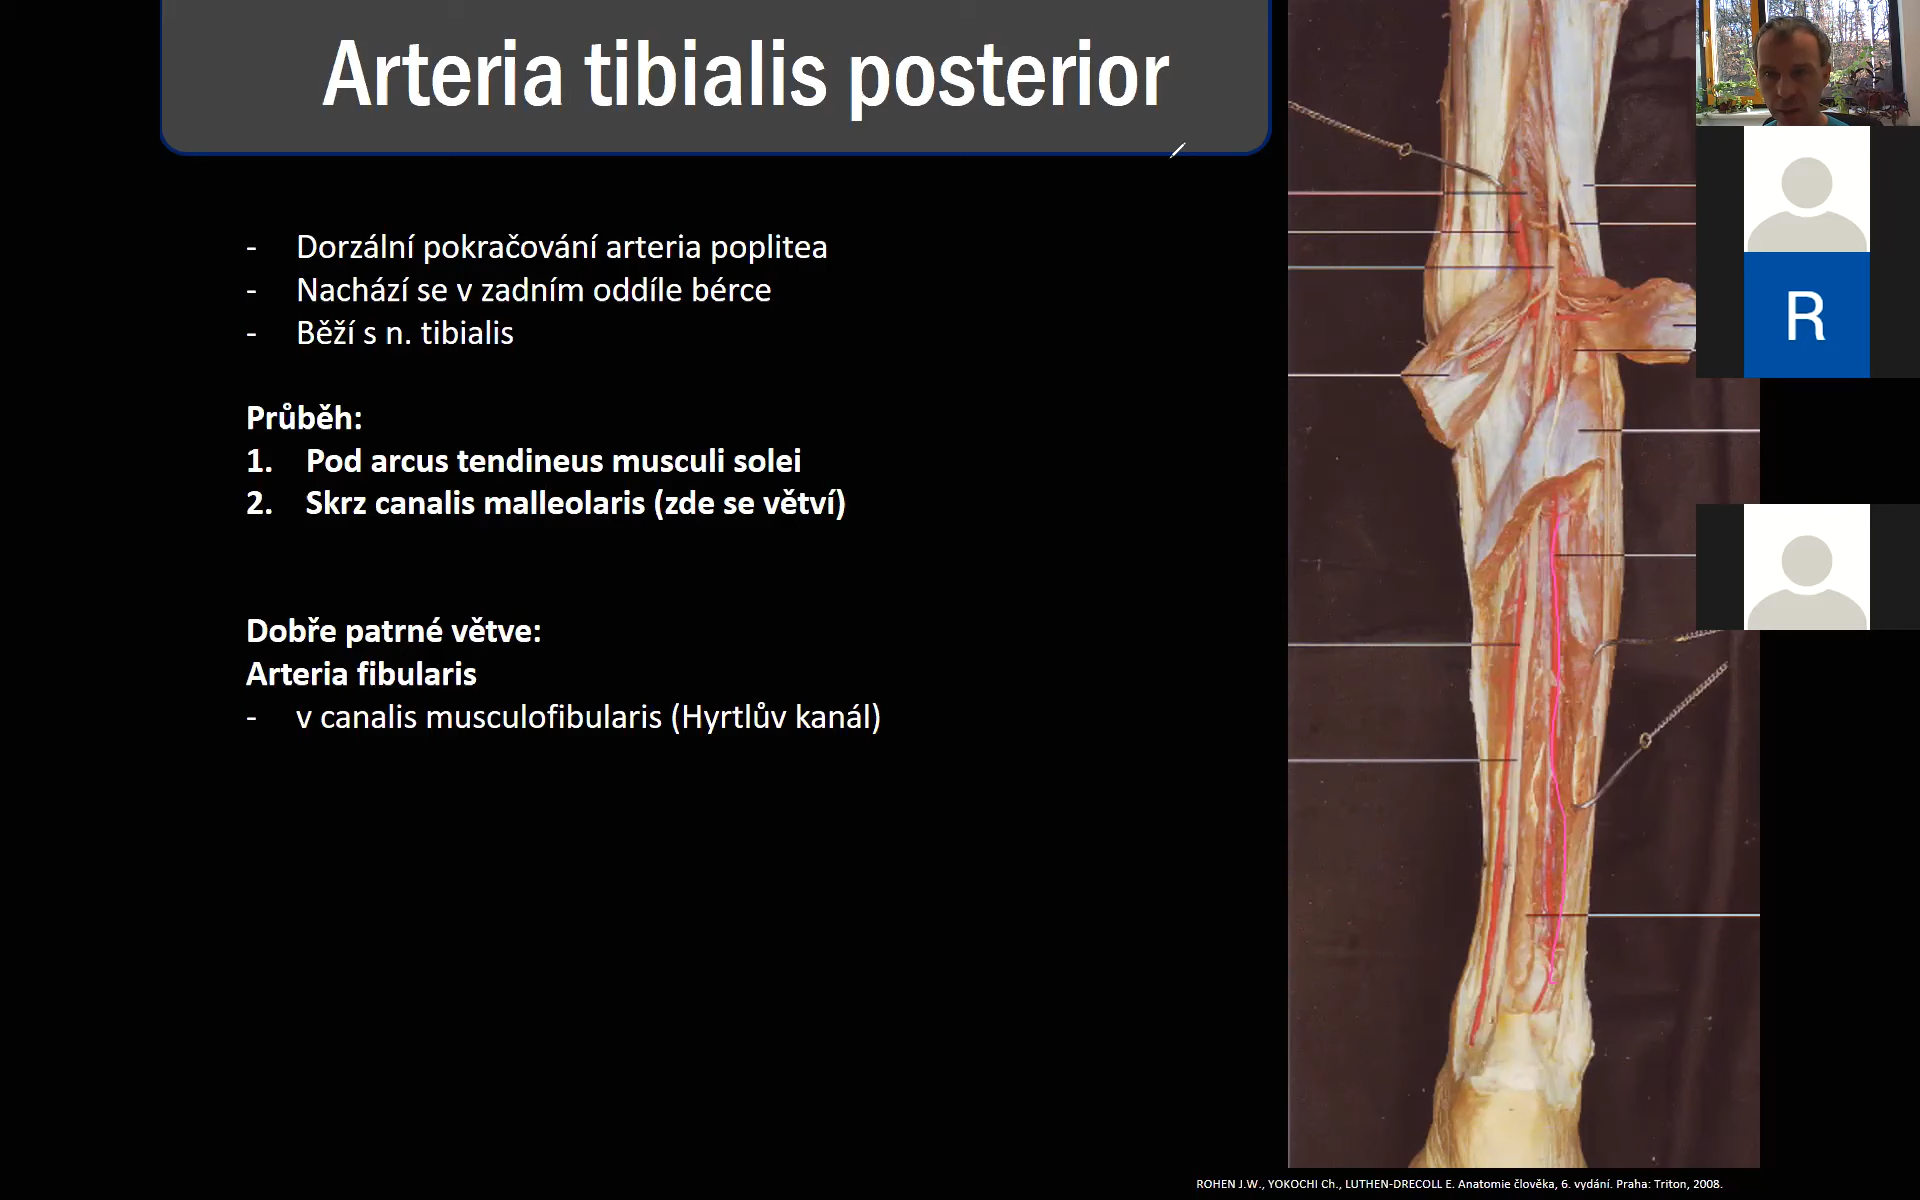 Arteria tibialis posterior
- Dorzální pokračování arteria poplitea
- Nachází se v zadním oddíle bérce
- Běží s n. tibialis
Průběh:
1. Pod arcus tendineus musculi solei
2. Skrz canalis malleolaris (zde se větví)
Dobře patrné větve:
Arteria fibularis
- v canalis musculofibularis (Hyrtlův kanál)
R
ROHEN J.W., YOKOCHI Ch., LUTHEN-DRECOLL E. Anatomie člověka, 6. vydání. Praha: Triton, 2008.